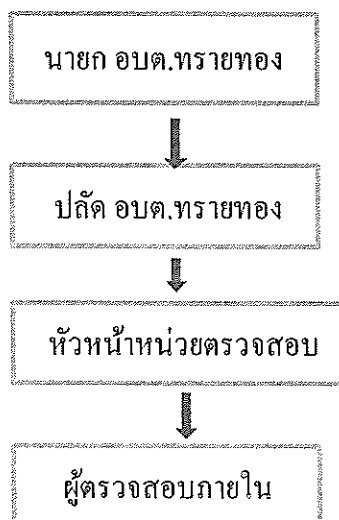 นายก อบต.ทรายทอง
ปลัด อบต.ทรายทอง
หัวหน้าหน่วยตรวจสอบ
ผู้ตรวจสอบภายใน